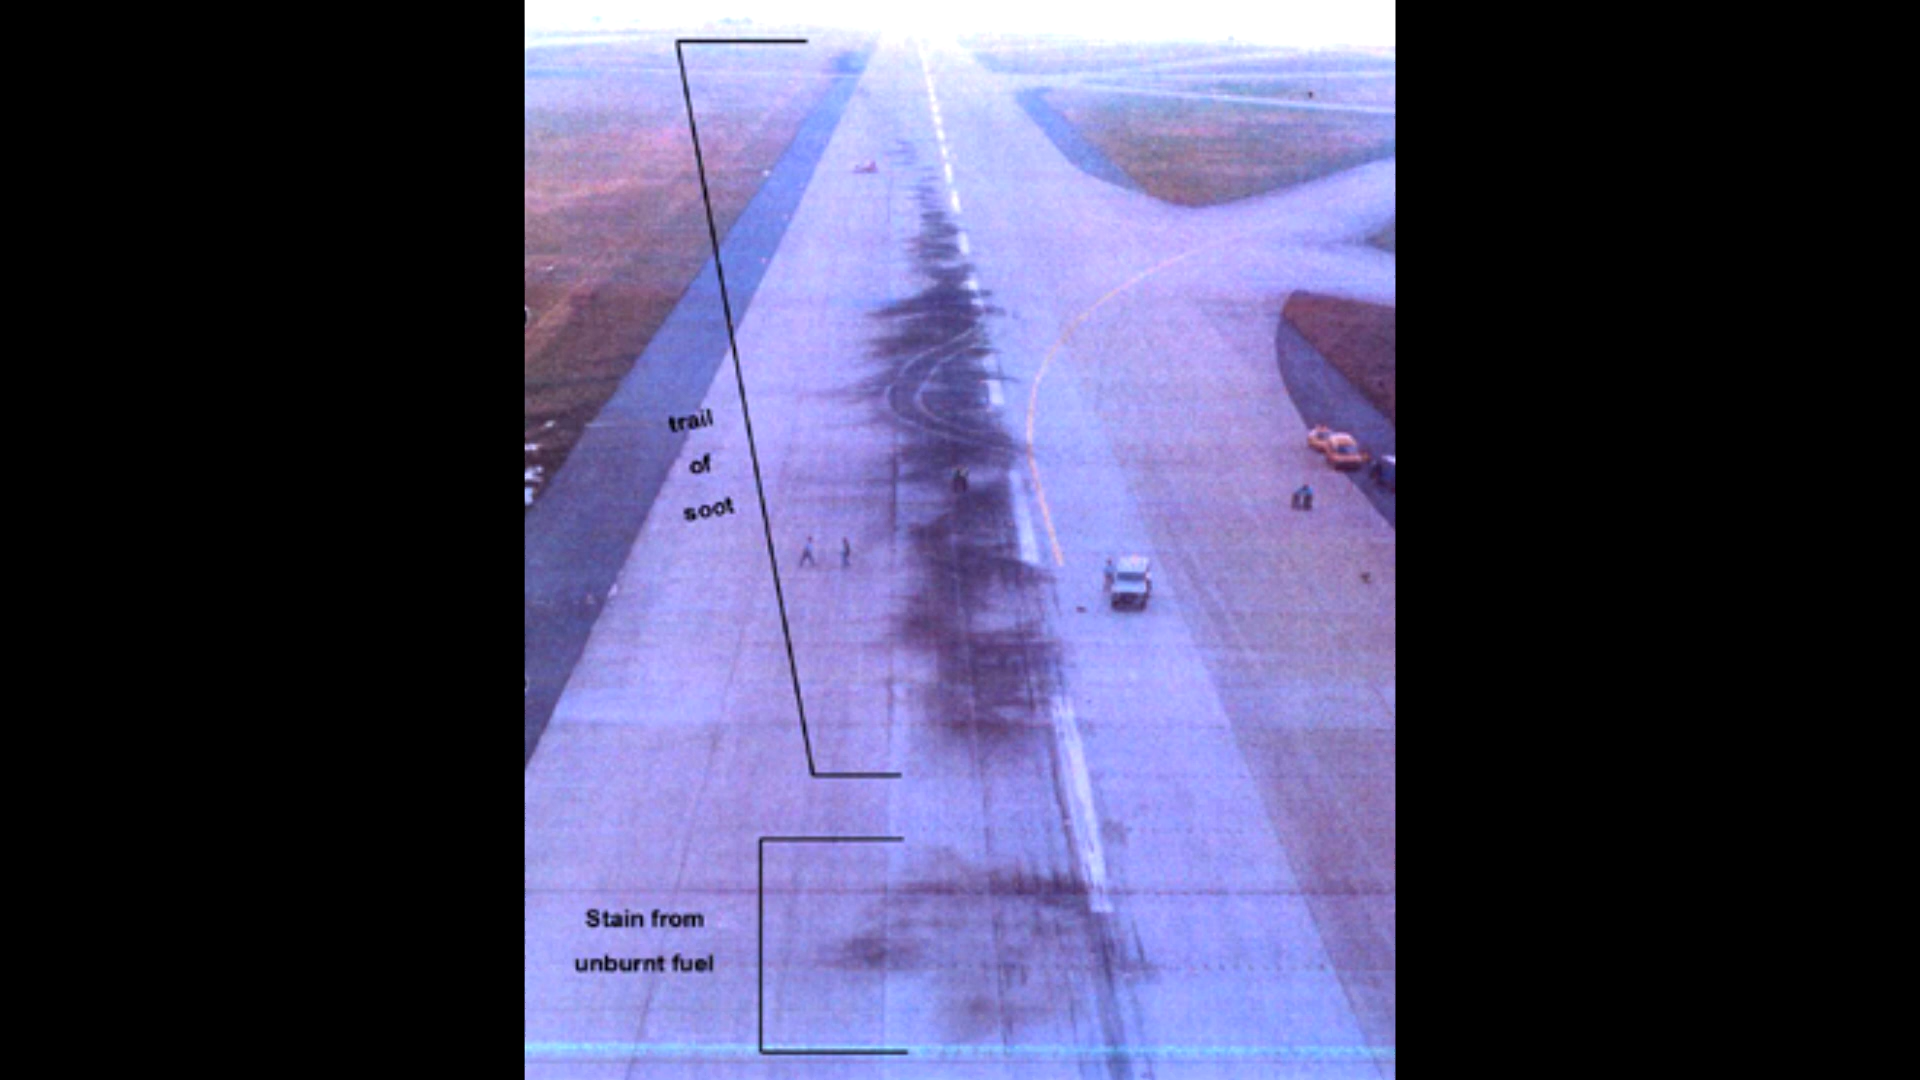 trail
of
soot
Stain from
unburnt fuel